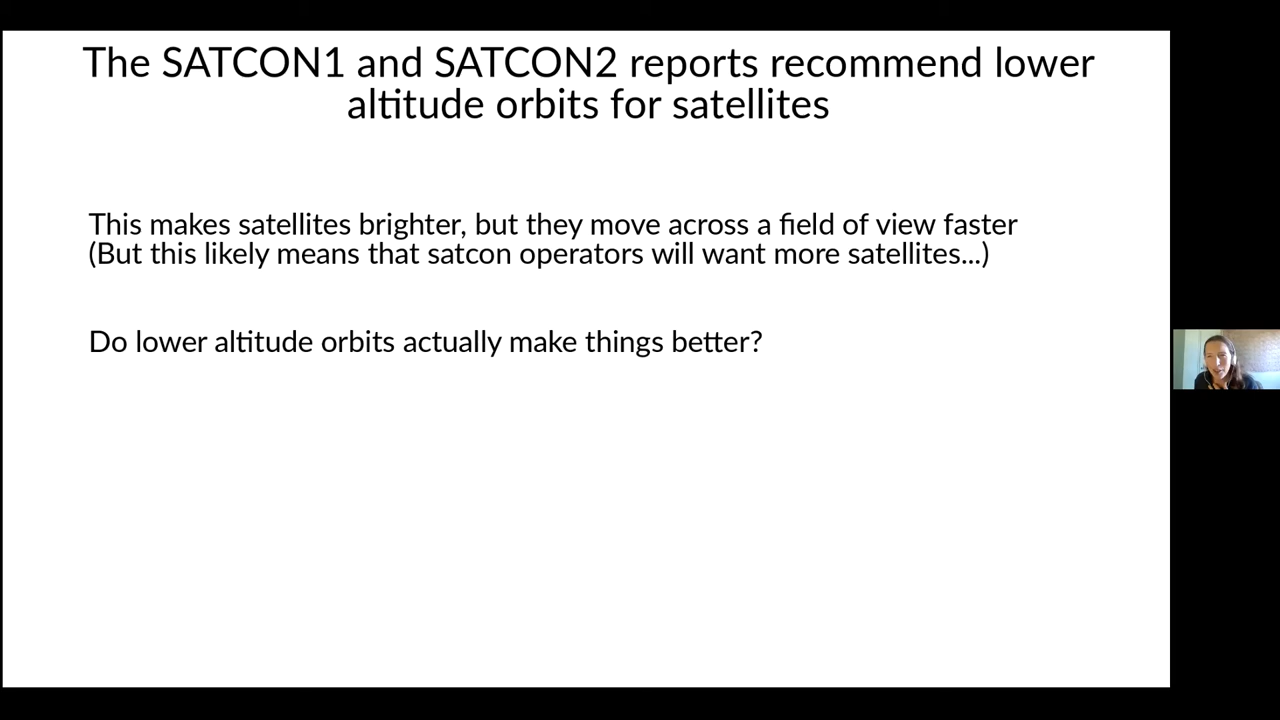 The SATCON1 and SATCON2 reports recommend lower
altitude orbits for satellites
This makes satellites brighter, but they move across a field of view faster
(But this likely means that satcon operators will want more satellites...)
Do lower altitude orbits actually make things better?